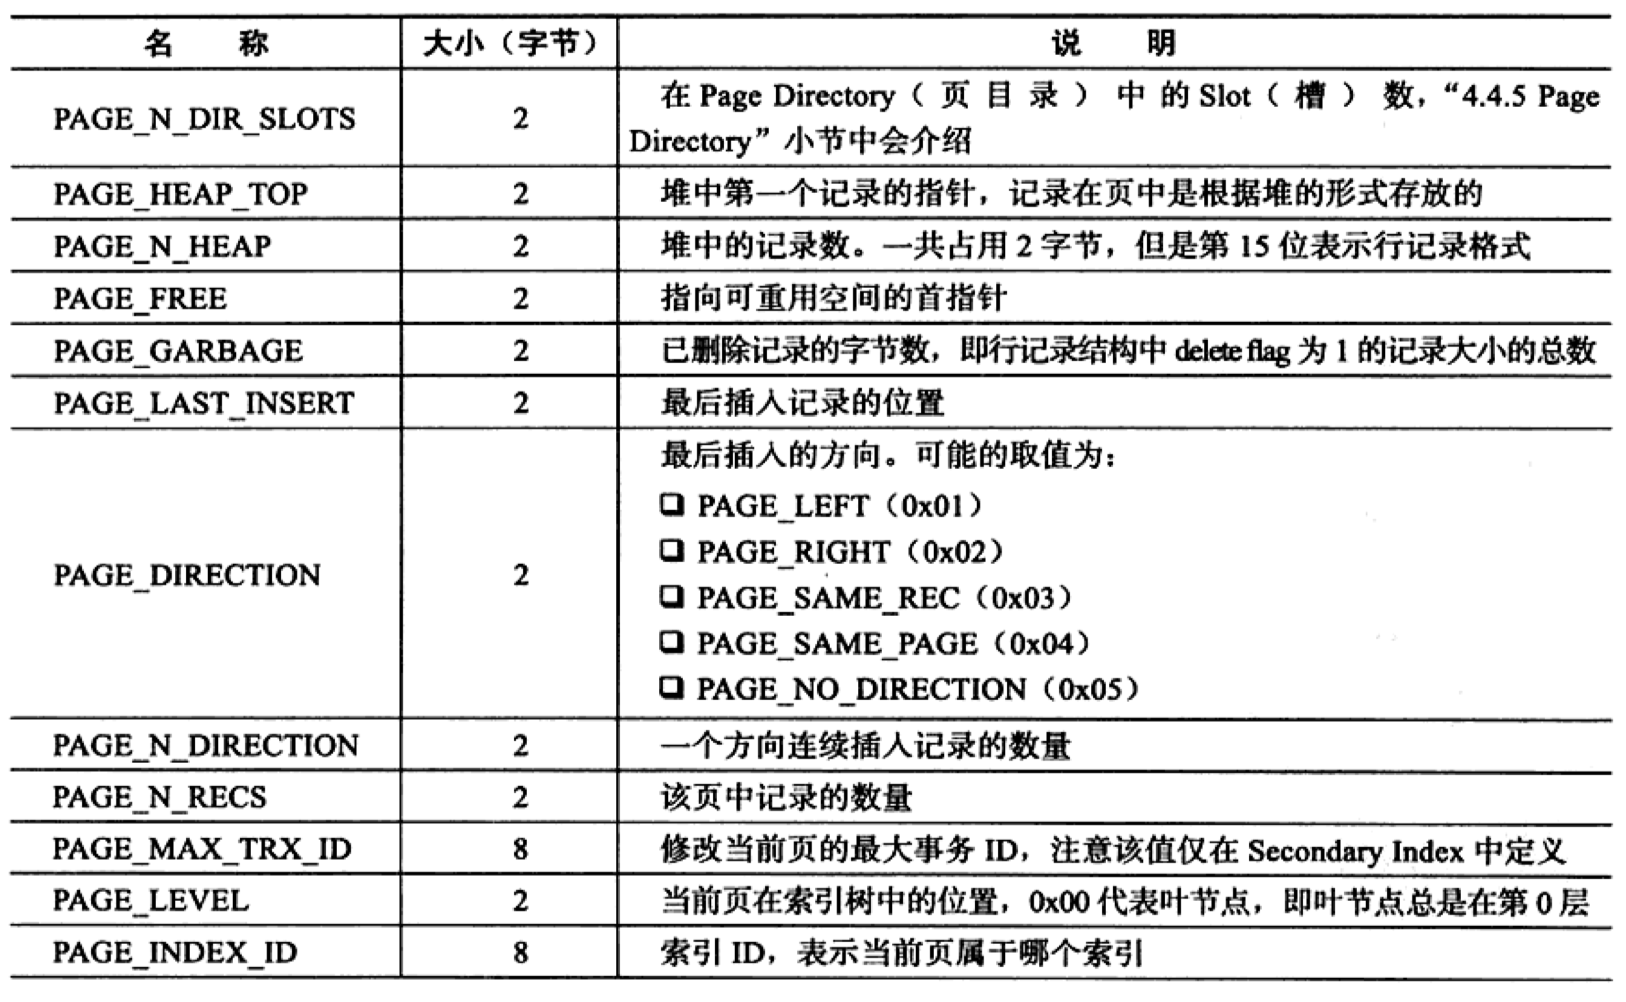 名 称 大小（字节） 说 明
PAGE_N_DIR_SLOTS 2 在 Page Directory（ 页 目 录 ） 中 的 Slot（ 槽 ） 数，“4.4.5 Page
Directory”小节中会介绍
PAGE_HEAP_TOP 2 堆中第一个记录的指针，记录在页中是根据堆的形式存放的
PAGE_N_HEAP 2 堆中的记录数。一共占用 2 字节，但是第 15 位表示行记录格式
PAGE_FREE 2 指向可重用空间的首指针
PAGE_GARBAGE 2 已删除记录的字节数，即行记录结构中 delete flag 为 1 的记录大小的总数
PAGE_LAST_INSERT 2 最后插入记录的位置
最后插入的方向。可能的取值为：
❏ PAGE_LEFT（0x01）
❏ PAGE_RIGHT（0x02）
PAGE_DIRECTION 2 ❏ PAGE_SAME_REC（0x03）
❏ PAGE_SAME_PAGE（0x04）
❏ PAGE_NO_DIRECTION（0x05）
PAGE_N_DIRECTION 2 一个方向连续插入记录的数量
PAGE_N_RECS 2 该页中记录的数量
PAGE_MAX_TRX_ID 8 修改当前页的最大事务 ID，注意该值仅在 Secondary Index 中定义
PAGE_LEVEL 2 当前页在索引树中的位置，0x00 代表叶节点，即叶节点总是在第 0 层
PAGE_INDEX_ID 8 索引 ID，表示当前页属于哪个索引